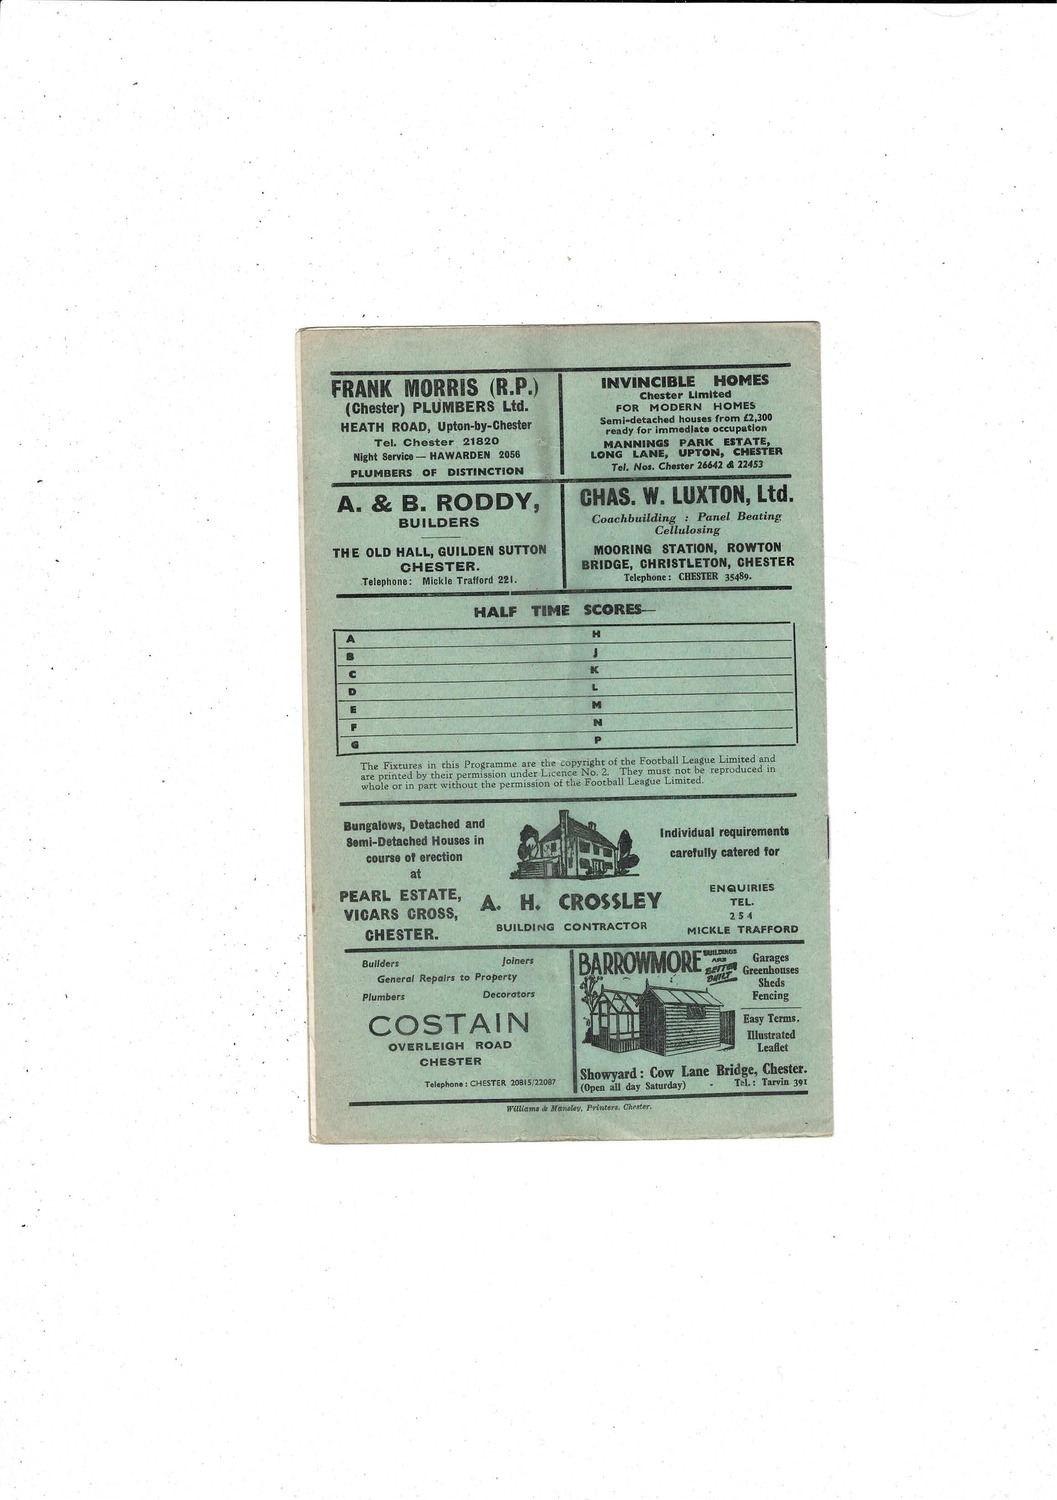 FRANK MORRIS (R.P.)
(Chester) PLUMBERS Ltd.
HEATH ROAD, Upton-by-Chester
Tel. Chester 21820
Night Service — HAWARDEN 2056
PLUMBERS OF DISTINCTION
INVINCIBLE HOMES
Chester Limited
FOR MODERN HOMES
Semi-detached houses from £2,300
ready for immediate occupation
MANNINGS PARK ESTATE,
LONG LANE, UPTON, CHESTER
Tel. Nos. Chester 26642 & 22453
A. & B. RODDY,
BUILDERS
THE OLD HALL, GUILDEN SUTTON
CHESTER.
Telephone: Mickle Trafford 221.
CHAS. W. LUXTON, Ltd.
Coachbuilding : Panel Beating
Cellulosing
MOORING STATION, ROWTON
BRIDGE, CHRISTLETON, CHESTER
Telephone: CHESTER 35489.
HALF TIME SCORES—
A
B
C
D
E
F
G
H
J
K
L
M
N
P
The Fixtures in this Programme are the copyright of the Football League Limited and
are printed by their permission under Licence No. 2. They must not be reproduced in
whole or in part without the permission of the Football League Limited.
Bungalows, Detached and
Semi-Detached Houses in
course of erection
at
PEARL ESTATE,
VICARS CROSS,
CHESTER.
A. H. CROSSLEY
BUILDING CONTRACTOR
Individual requirements
carefully catered for
ENQUIRIES
TEL.
254
MICKLE TRAFFORD
Builders Joiners
General Repairs to Property
Plumbers Decorators
COSTAIN
OVERLEIGH ROAD
CHESTER
Telephone: CHESTER 20815/22087
BARROWMORE
BUILDINGS
ARE
BETTER
BUILT
Garages
Greenhouses
Sheds
Fencing
Easy Terms.
Illustrated
Leaflet
Showyard: Cow Lane Bridge, Chester.
(Open all day Saturday) - Tel.: Tarvin 391
Williams & Mansley, Printers, Chester.